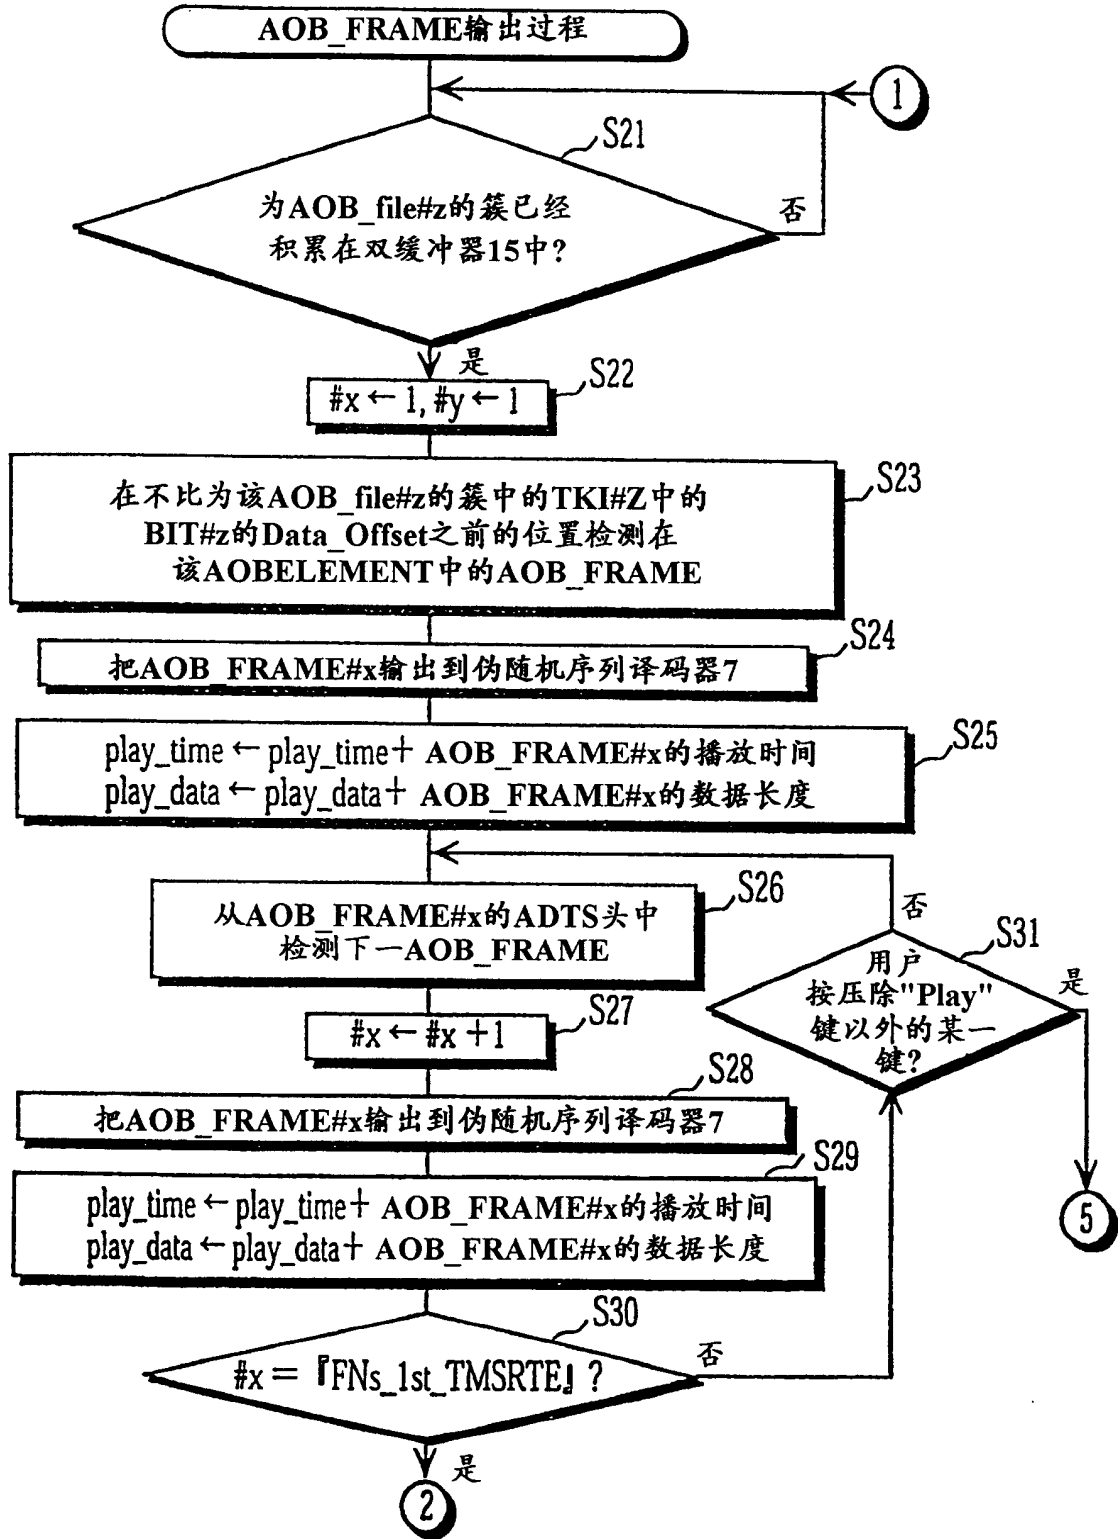 AOB_FRAME输出过程
1
S21
为AOB_file#z的簇已经
积累在双缓冲器15中?
否
是
S22
#x ← 1, #y ← 1
S23
在不比为该AOB_file#z的簇中的TKI#Z中的
BIT#z的Data_Offset之前的位置检测在
该AOBELEMENT中的AOB_FRAME
S24
把AOB_FRAME#x输出到伪随机序列译码器7
S25
play_time ← play_time+ AOB_FRAME#x的播放时间
play_data ← play_data+ AOB_FRAME#x的数据长度
S26
从AOB_FRAME#x的ADTS头中
检测下一AOB_FRAME
否
S31
用户
按压除"Play"
键以外的某一
键?
是
S27
#x ← #x +1
S28
把AOB_FRAME#x输出到伪随机序列译码器7
S29
play_time ← play_time+ AOB_FRAME#x的播放时间
play_data ← play_data+ AOB_FRAME#x的数据长度
5
S30
#x = 『FNs_1st_TMSRTE』?
否
是
2